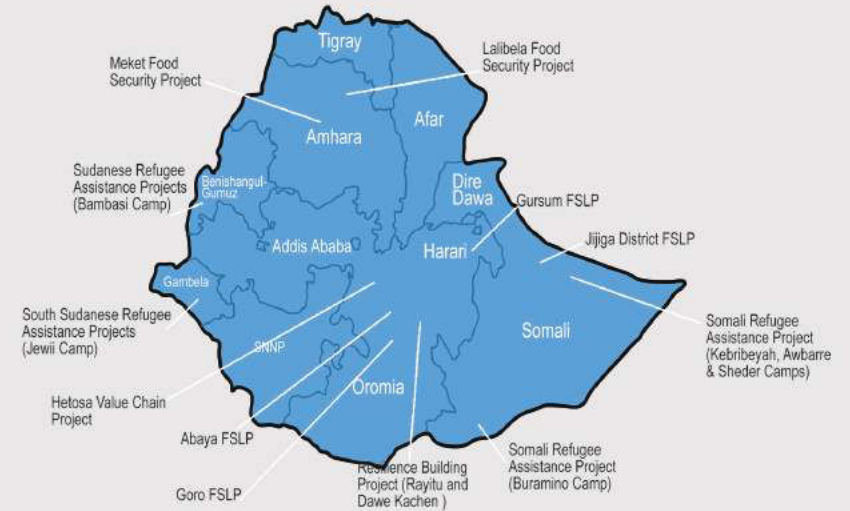 Tigray
Meket Food
Security Project
Lalibela Food
Security Project
Afar
Amhara
Sudanese Refugee
Assistance Projects
(Bambasi Camp)
Benishangul-
Gumuz
Dire
Dawa
Gursum FSLP
Addis Ababa
Harari
Jijiga District FSLP
Gambela
South Sudanese Refugee
Assistance Projects
(Jewii Camp)
Somali
Somali Refugee
Assistance Project
(Kebribeyah, Awbarre
& Sheder Camps)
SNNP
Oromia
Hetosa Value Chain
Project
Abaya FSLP
Goro FSLP
Resilience Building
Project (Rayitu and
Dawe Kachen )
Somali Refugee
Assistance Project
(Buramino Camp)